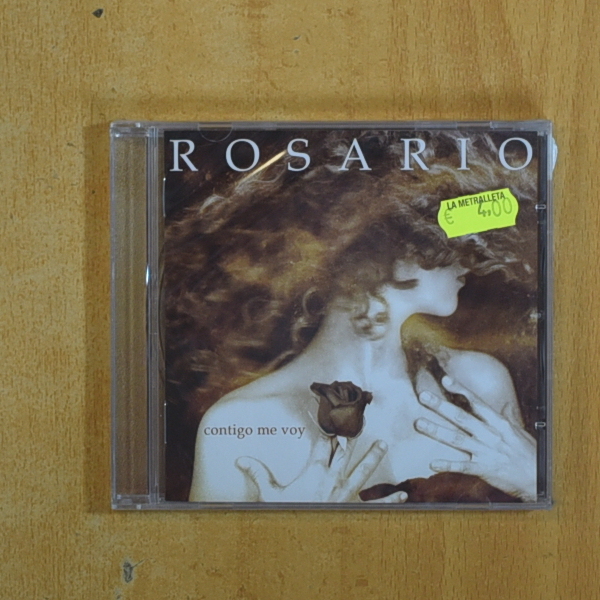 ROSARIO
LA METRALLETA
€ 4,00
contigo me voy